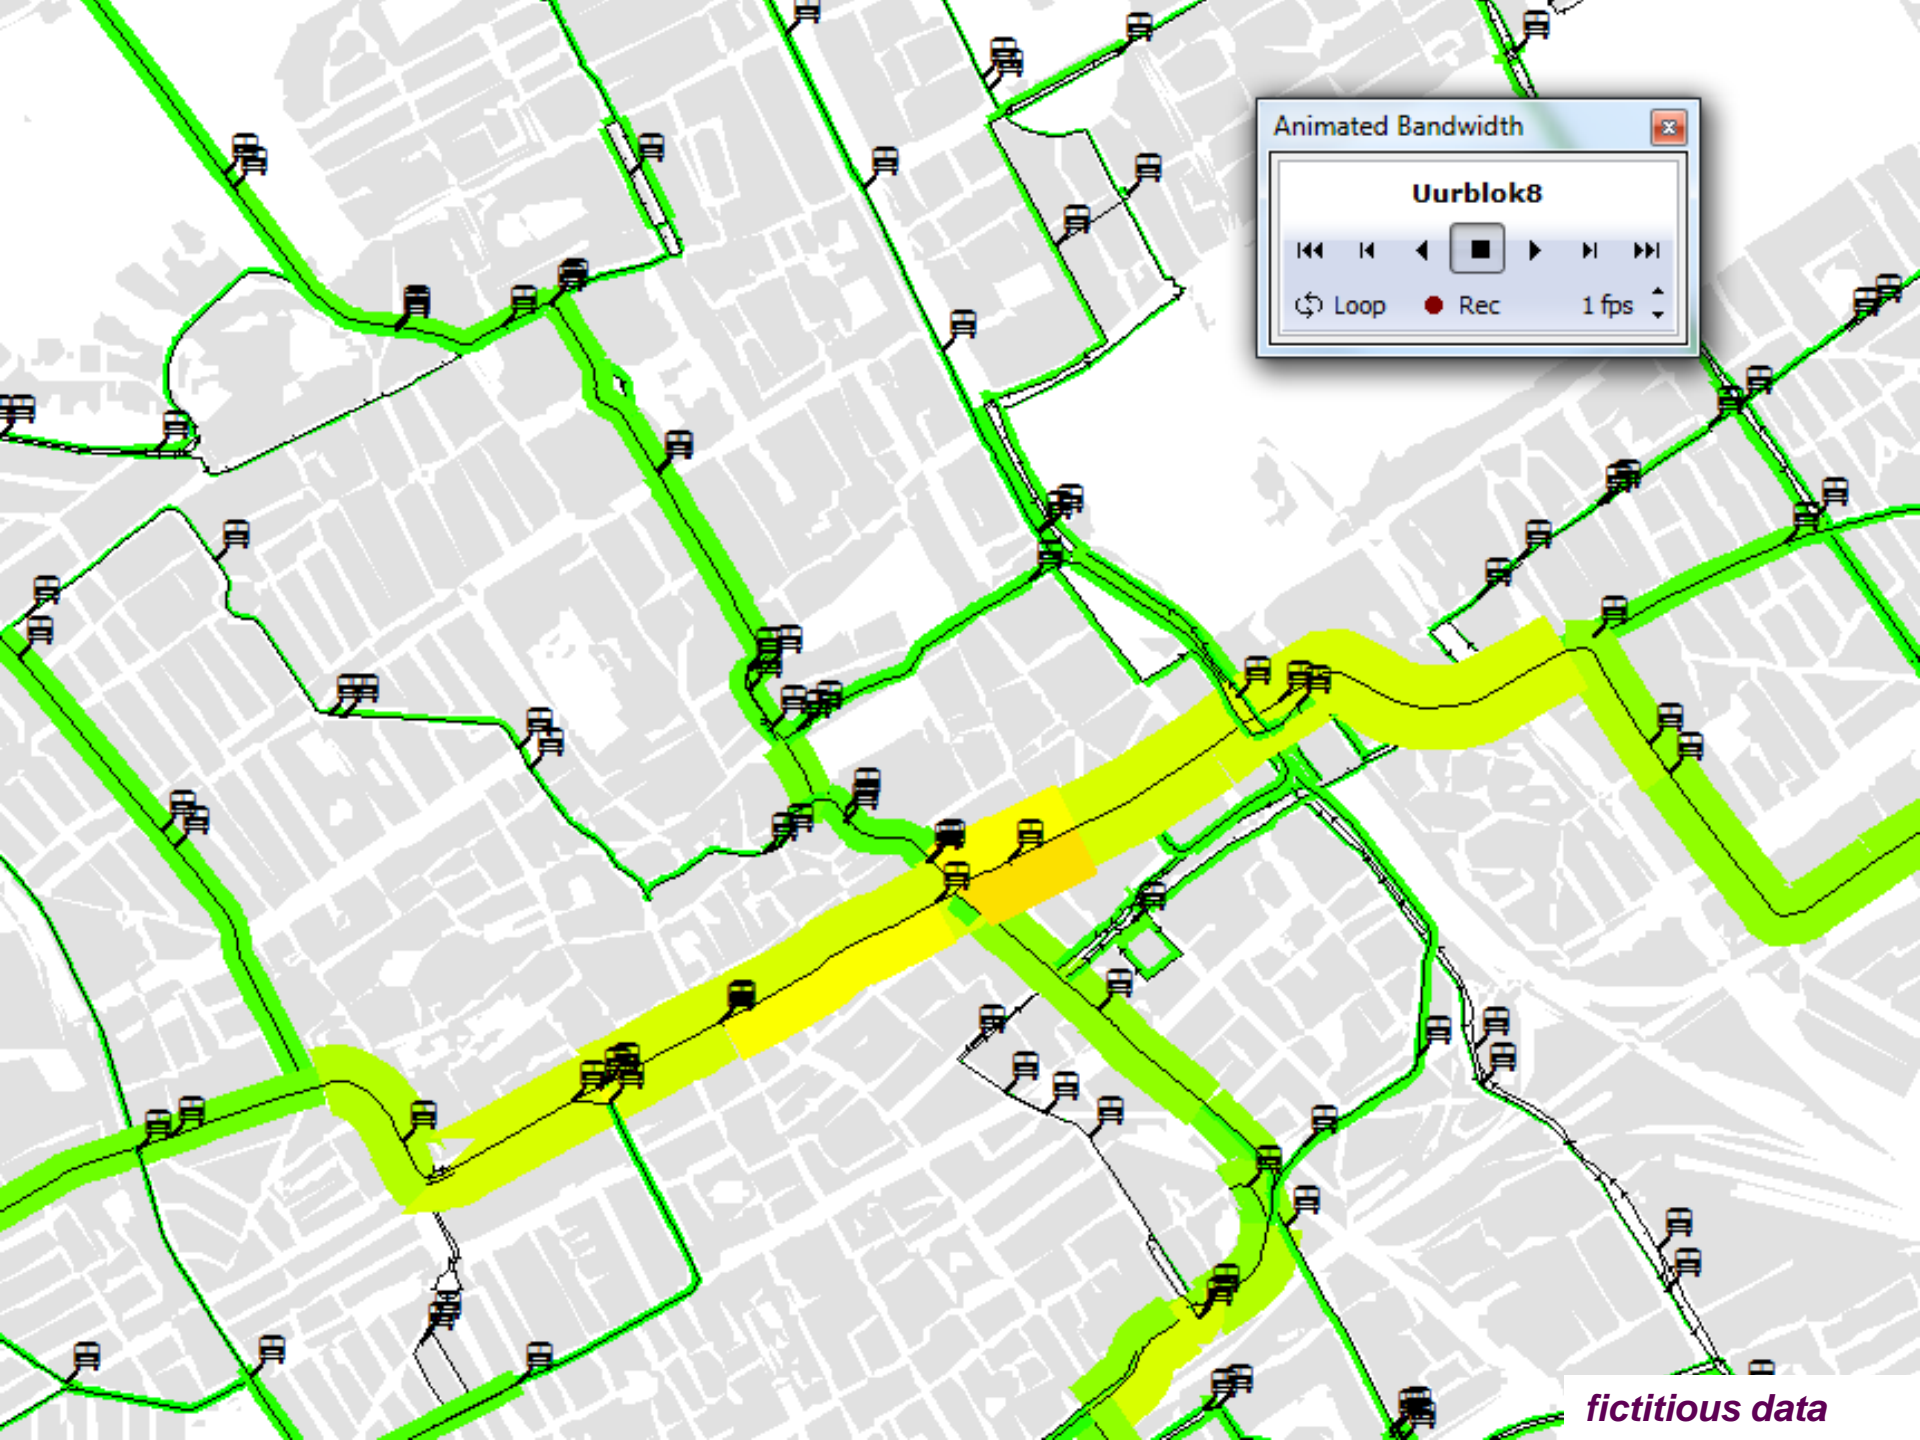 Animated Bandwidth
Uurblok8
Loop Rec 1 fps
fictitious data